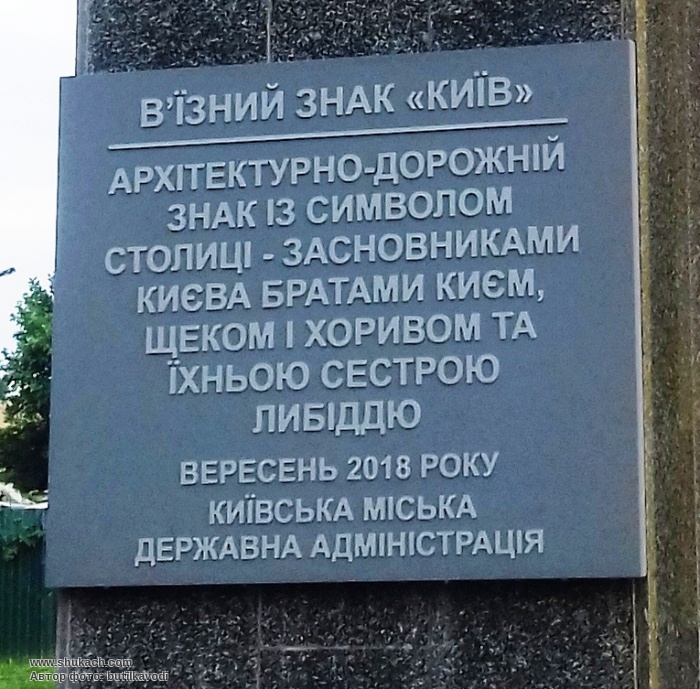 В'ЇЗНИЙ ЗНАК «КИЇВ»
АРХІТЕКТУРНО-ДОРОЖНІЙ
ЗНАК ІЗ СИМВОЛОМ
СТОЛИЦІ - ЗАСНОВНИКАМИ
КИЄВА БРАТАМИ КИЄМ,
ЩЕКОМ І ХОРИВОМ ТА
ЇХНЬОЮ СЕСТРОЮ
ЛИБІДДЮ
ВЕРЕСЕНЬ 2018 РОКУ
КИЇВСЬКА МІСЬКА
ДЕРЖАВНА АДМІНІСТРАЦІЯ
www.shukach.com
Автор фото: butilkavodi